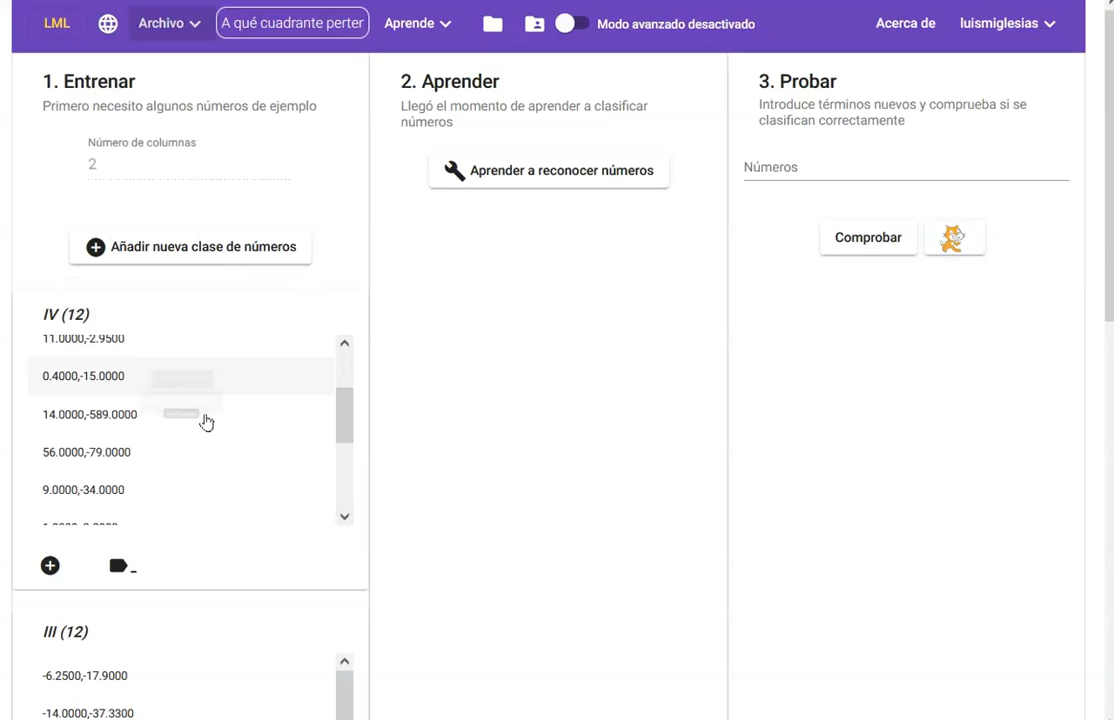 LML Archivo A qué cuadrante perter Aprende Modo avanzado desactivado Acerca de luismiglesias
1. Entrenar
Primero necesito algunos números de ejemplo
Número de columnas
2
Añadir nueva clase de números
IV (12)
11.0000,-2.9500
0.4000,-15.0000
14.0000,-589.0000
56.0000,-79.0000
9.0000,-34.0000
III (12)
-6.2500,-17.9000
-14.0000,-37.3300
2. Aprender
Llegó el momento de aprender a clasificar
números
Aprender a reconocer números
3. Probar
Introduce términos nuevos y comprueba si se
clasifican correctamente
Números
Comprobar